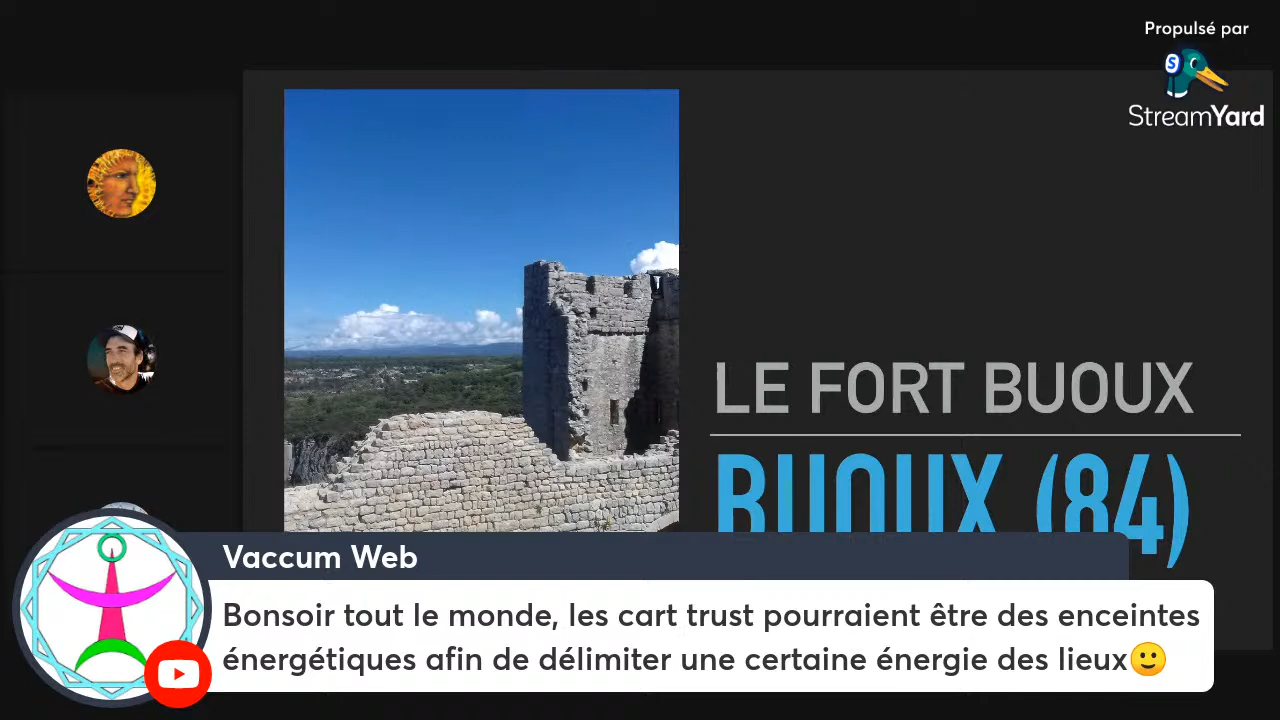 Propulsé par
StreamYard
LE FORT BUOUX
BUOUX (84)
Vaccum Web
Bonsoir tout le monde, les cart trust pourraient être des enceintes
énergétiques afin de délimiter une certaine énergie des lieux🙂